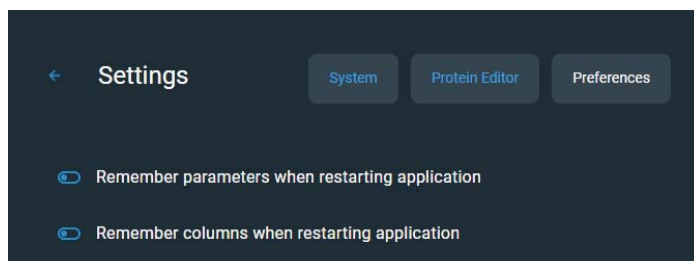 Settings
System
Protein Editor
Preferences
Remember parameters when restarting application
Remember columns when restarting application